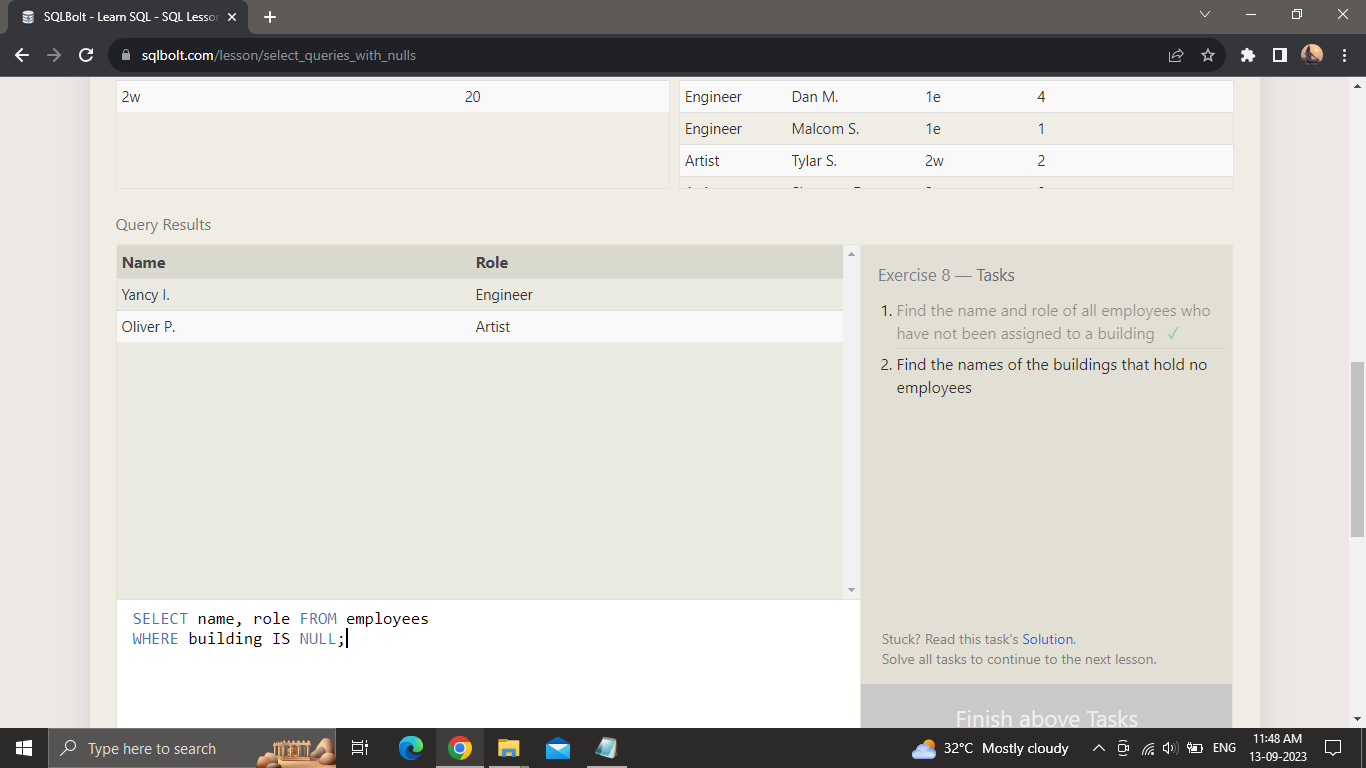 SQLBolt - Learn SQL - SQL Lesson
sqlbolt.com/lesson/select_queries_with_nulls
2w 20
Engineer Dan M. 1e 4
Engineer Malcom S. 1e 1
Artist Tylar S. 2w 2
Query Results
Name Role
Yancy I. Engineer
Oliver P. Artist
Exercise 8 — Tasks
1. Find the name and role of all employees who
have not been assigned to a building ✓
2. Find the names of the buildings that hold no
employees
SELECT name, role FROM employees
WHERE building IS NULL;
Stuck? Read this task's Solution.
Solve all tasks to continue to the next lesson.
Finish above Tasks
Type here to search
32°C Mostly cloudy
ENG
11:48 AM
13-09-2023